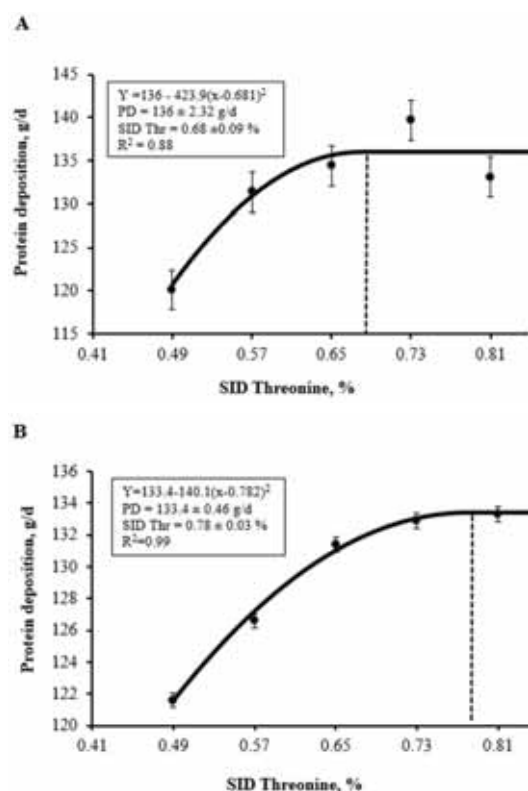 A
145
140
135
130
125
120
115
Protein deposition, g/d
Y =136 - 423.9(x-0.681)²
PD = 136 ± 2.32 g/d
SID Thr = 0.68 ±0.09 %
R² = 0.88
0.41 0.49 0.57 0.65 0.73 0.81
SID Threonine, %
B
136
134
132
130
128
126
124
122
120
Protein deposition, g/d
Y=133.4-140.1(x-0.782)²
PD = 133.4 ± 0.46 g/d
SID Thr = 0.78 ± 0.03 %
R²=0.99
0.41 0.49 0.57 0.65 0.73 0.81
SID Threonine, %